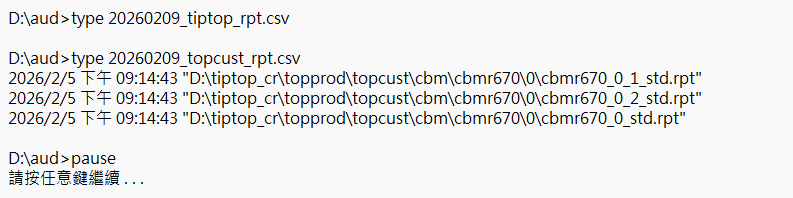 D:\aud>type 20260209_tiptop_rpt.csv
D:\aud>type 20260209_topcust_rpt.csv
2026/2/5 下午 09:14:43 "D:\tiptop_cr\topprod\topcust\cbm\cbmr670\0\cbmr670_0_1_std.rpt"
2026/2/5 下午 09:14:43 "D:\tiptop_cr\topprod\topcust\cbm\cbmr670\0\cbmr670_0_2_std.rpt"
2026/2/5 下午 09:14:43 "D:\tiptop_cr\topprod\topcust\cbm\cbmr670\0\cbmr670_0_std.rpt"
D:\aud>pause
請按任意鍵繼續 . . .